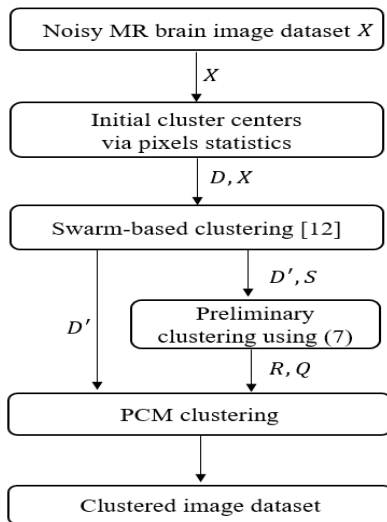 Noisy MR brain image dataset X
X
Initial cluster centers
via pixels statistics
D, X
Swarm-based clustering [12]
D′, S
D′
Preliminary
clustering using (7)
R, Q
PCM clustering
Clustered image dataset